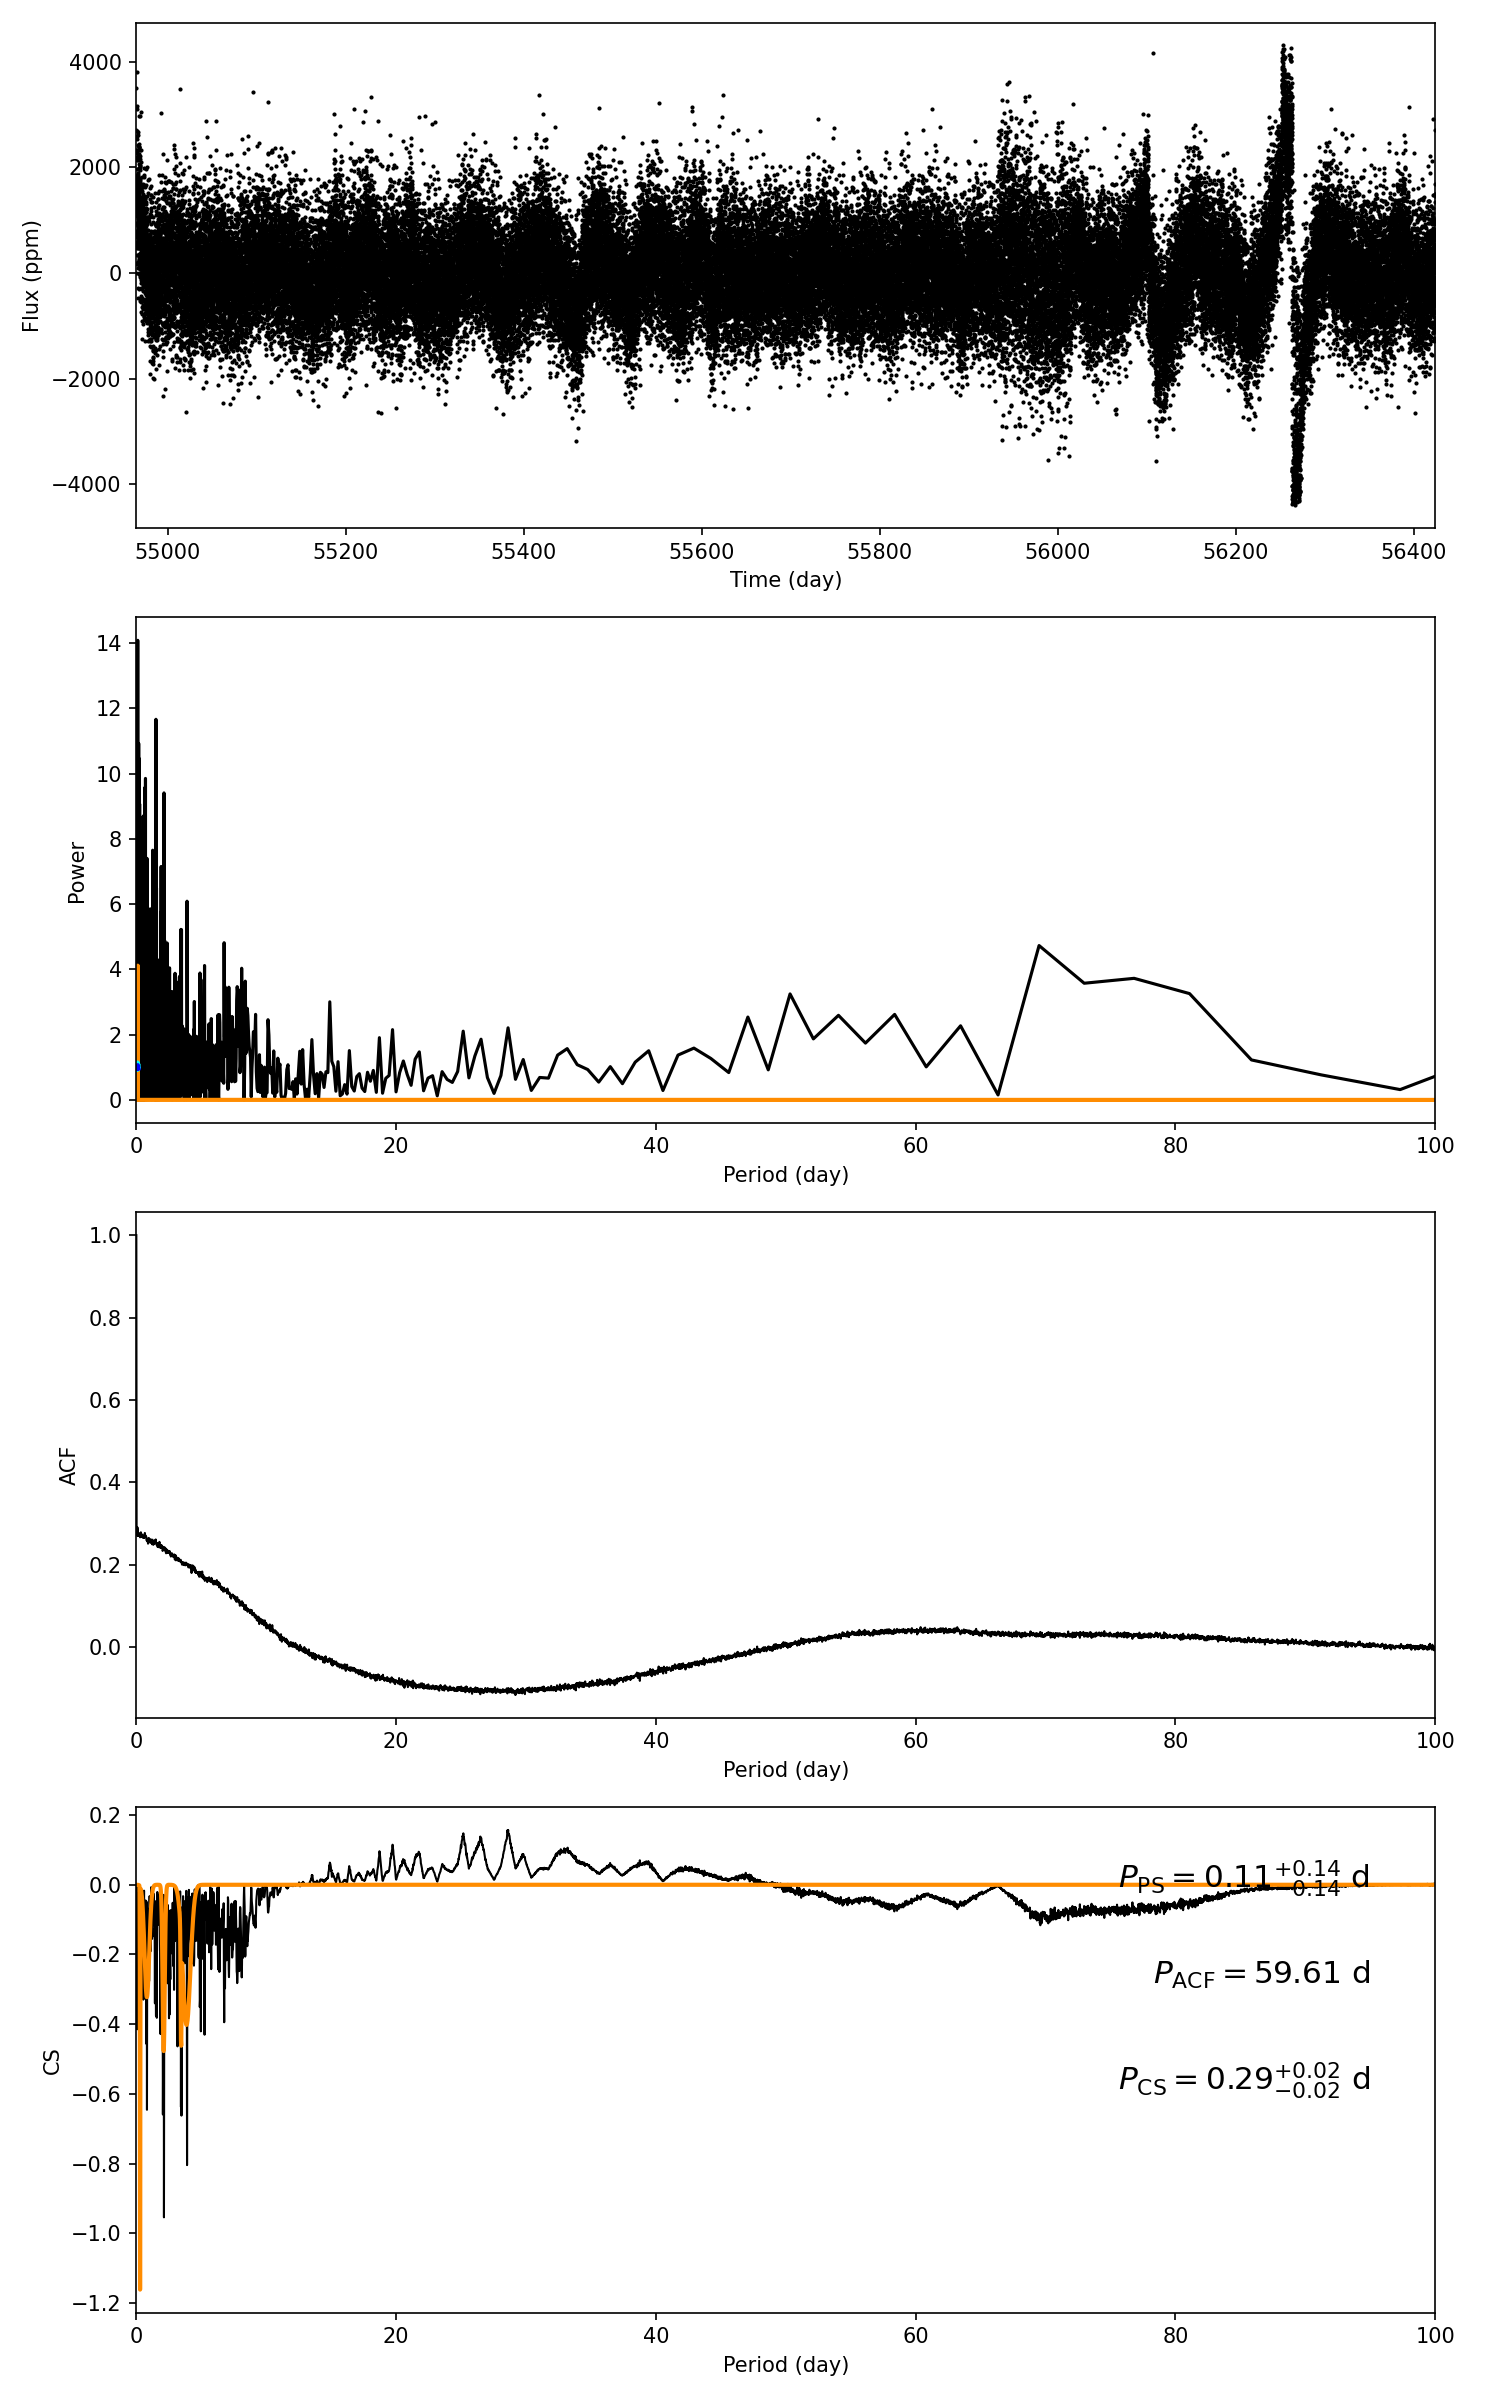 4000
2000
0
−2000
−4000
Flux (ppm)
55000 55200 55400 55600 55800 56000 56200 56400
Time (day)
14
12
10
8
6
4
2
0
Power
0 20 40 60 80 100
Period (day)
1.0
0.8
0.6
0.4
0.2
0.0
ACF
0 20 40 60 80 100
Period (day)
0.2
0.0
−0.2
−0.4
−0.6
−0.8
−1.0
−1.2
CS
P_PS = 0.11^{+0.14}_{−0.14} d
P_ACF = 59.61 d
P_CS = 0.29^{+0.02}_{−0.02} d
0 20 40 60 80 100
Period (day)